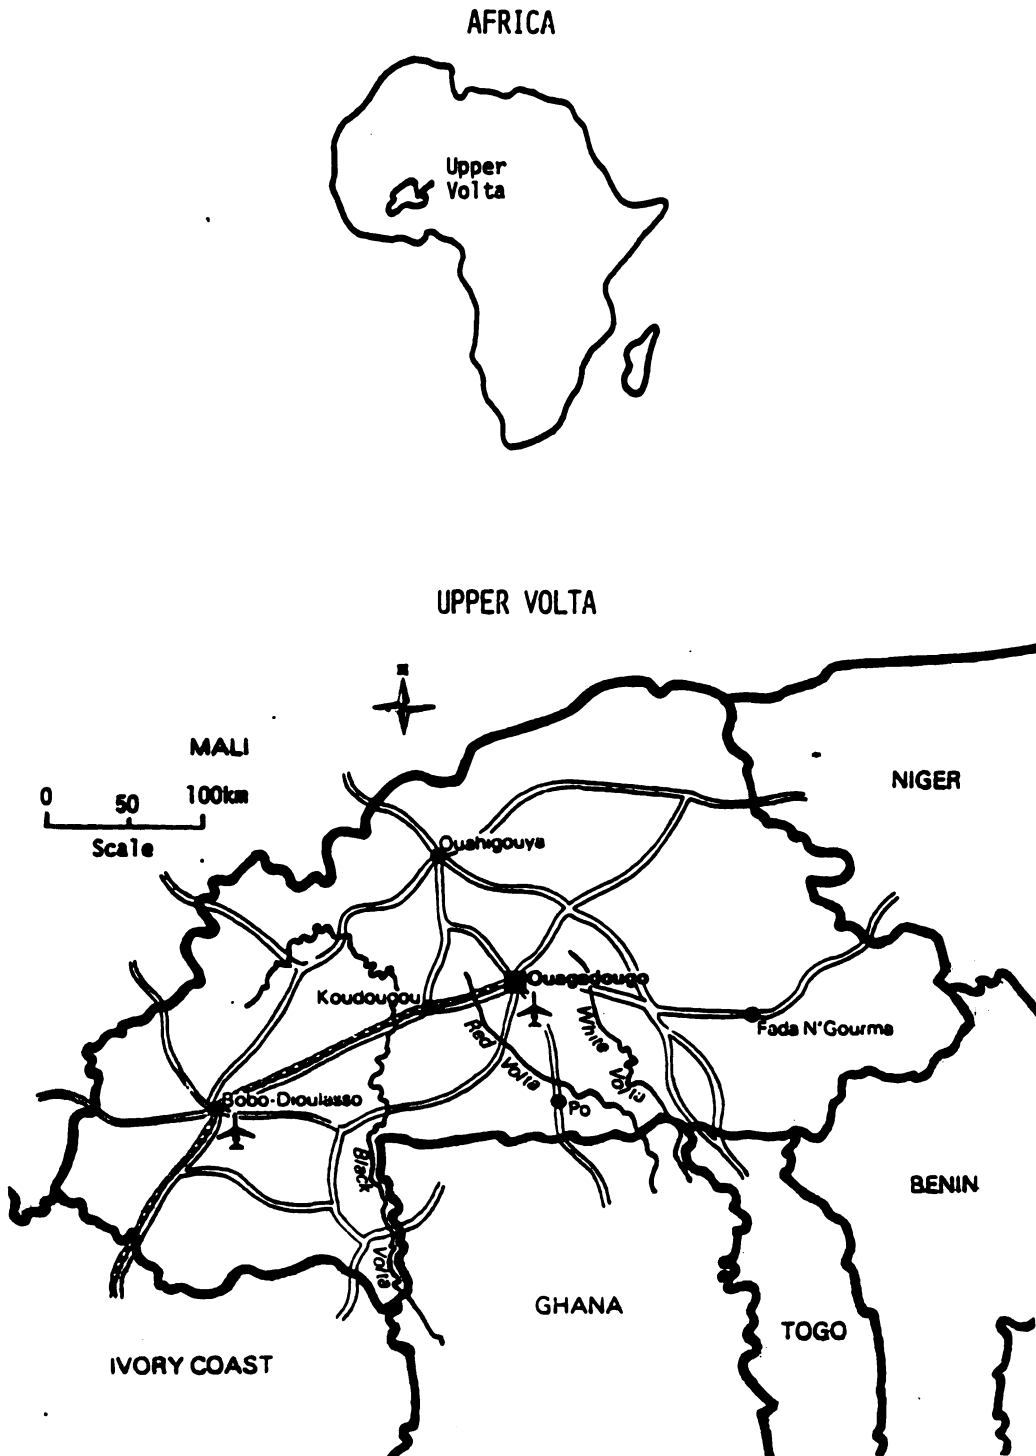 AFRICA
Upper
Volta
UPPER VOLTA
N
MALI
NIGER
0 50 100km
Scale
Ouahigouya
Ouagadougo
Koudougou
Fada N'Gourma
Red Volta
White Volta
Bobo-Dioulasso
Po
Black Volta
BENIN
GHANA
TOGO
IVORY COAST